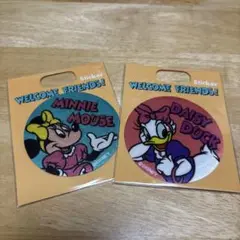 Sticker
WELCOME FRIENDS!
MINNIE
MOUSE
Sticker
WELCOME FRIENDS!
DAISY
DUCK